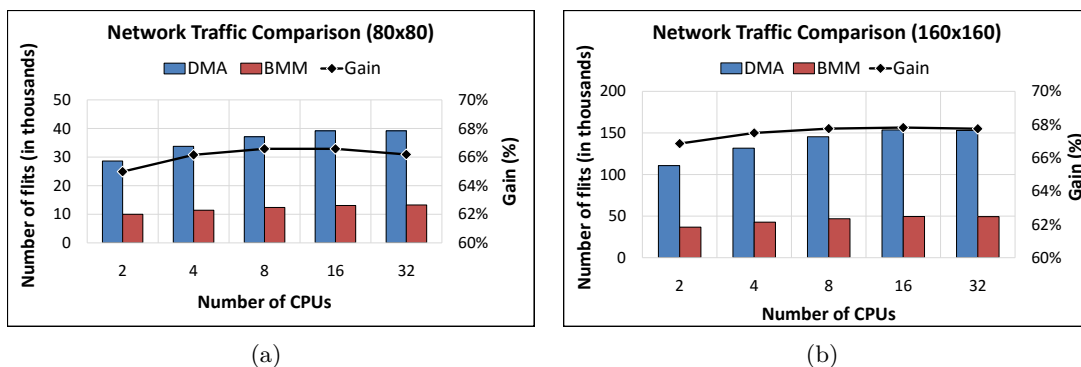 Network Traffic Comparison (80x80)
DMA BMM Gain
Number of flits (in thousands)
50
40
30
20
10
0
70%
68%
66%
64%
62%
60%
Gain (%)
2 4 8 16 32
Number of CPUs
(a)
Network Traffic Comparison (160x160)
DMA BMM Gain
Number of flits (in thousands)
200
150
100
50
0
70%
68%
66%
64%
62%
60%
Gain (%)
2 4 8 16 32
Number of CPUs
(b)